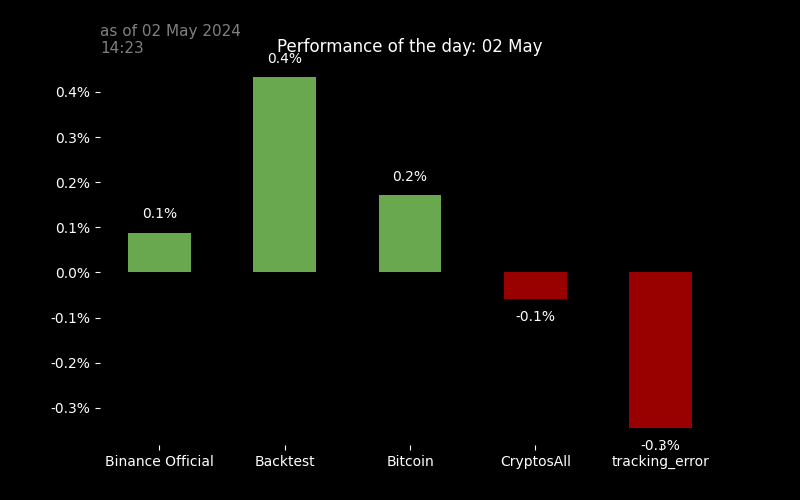 as of 02 May 2024
14:23
Performance of the day: 02 May
0.4%
0.4%
0.3%
0.2%
0.2%
0.1%
0.1%
0.0%
-0.1%
-0.1%
-0.2%
-0.3%
-0.3%
Binance Official
Backtest
Bitcoin
CryptosAll
tracking_error